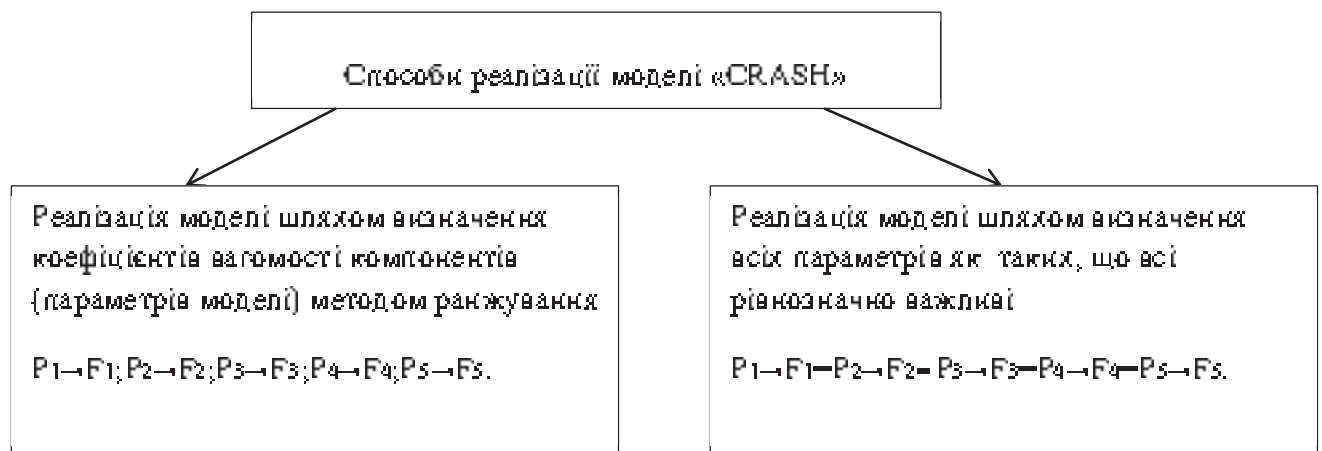 Способи реалізації моделі «CRASH»
Реалізація моделі шляхом визначення
коефіцієнтів вагомості компонентів
(параметрів моделі) методом ранжування
P1→F1;P2→F2;P3→F3;P4→F4;P5→F5.
Реалізація моделі шляхом визначення
всіх параметрів як таких, що всі
рівнозначно важливі
P1→F1=P2→F2=P3→F3=P4→F4=P5→F5.